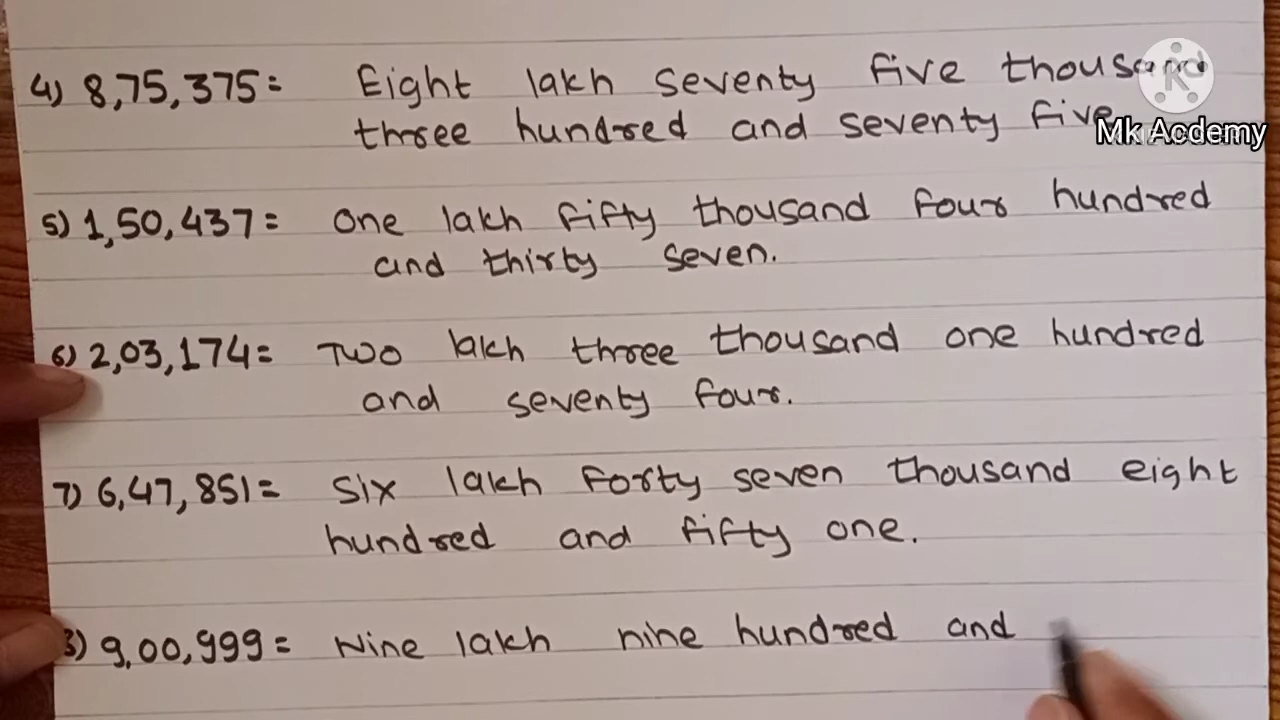 4) 8,75,375= Eight lakh seventy five thousand
three hundred and seventy five
Mk Acdemy
5) 1,50,437= One lakh fifty thousand four hundred
and thirty seven.
6) 2,03,174= Two lakh three thousand one hundred
and seventy four.
7) 6,47,851= Six lakh forty seven thousand eight
hundred and fifty one.
8) 9,00,999= Nine lakh nine hundred and